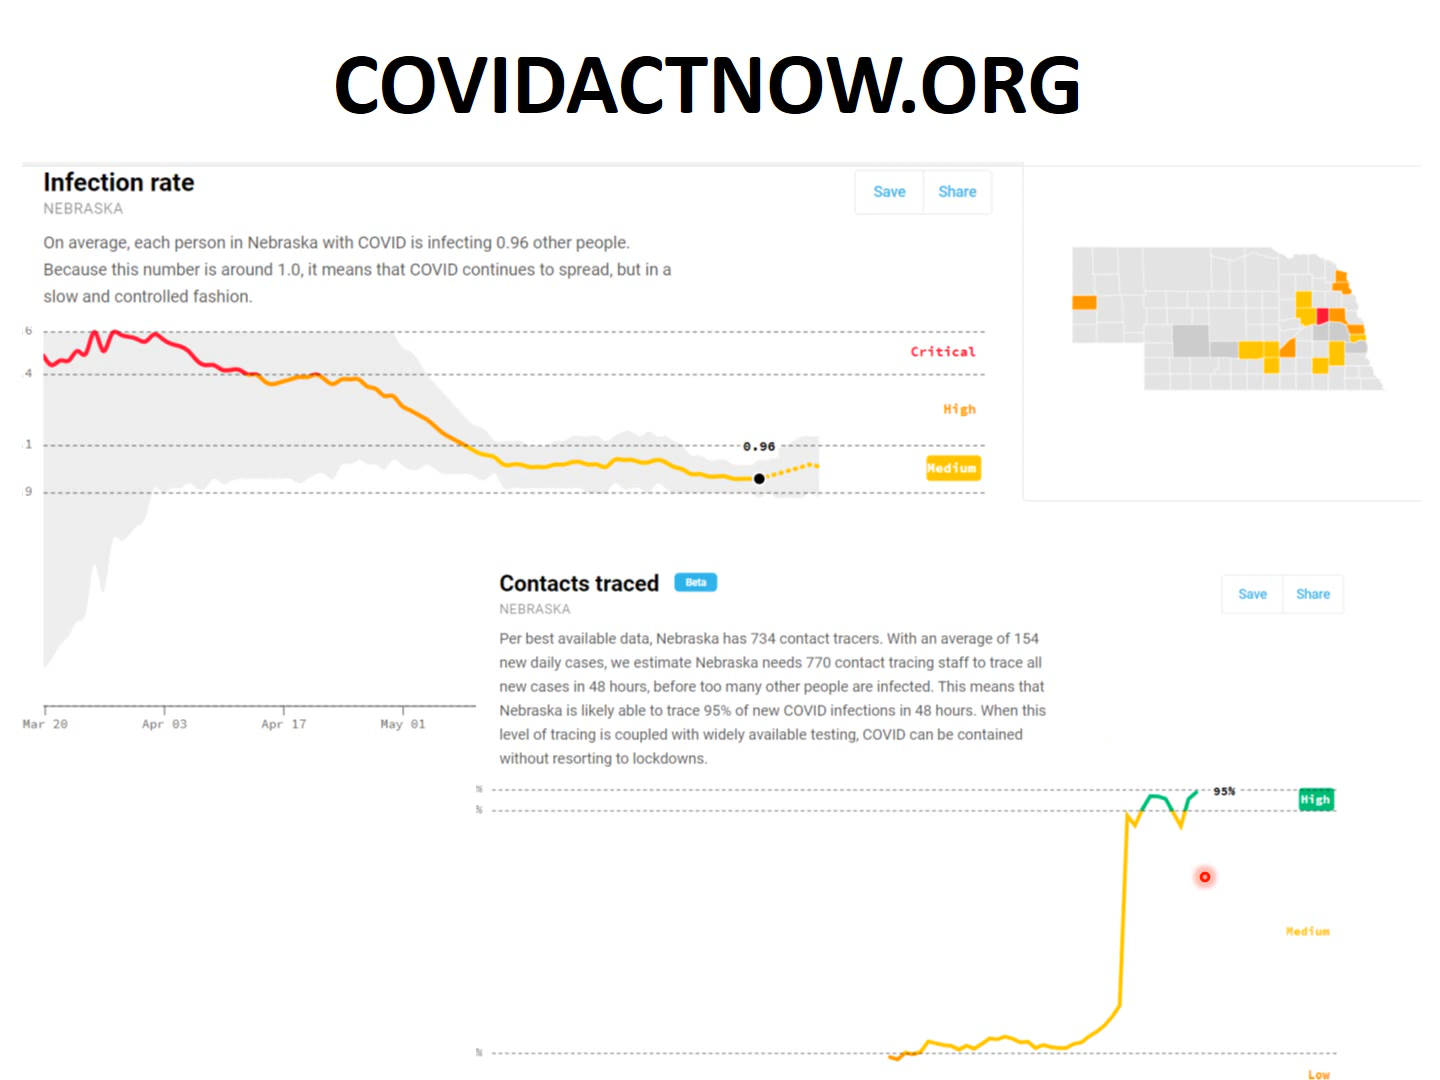 COVIDACTNOW.ORG
Infection rate
Save
Share
NEBRASKA
On average, each person in Nebraska with COVID is infecting 0.96 other people.
Because this number is around 1.0, it means that COVID continues to spread, but in a
slow and controlled fashion.
.6
Critical
.4
High
.1
0.96
Medium
.9
Mar 20
Apr 03
Apr 17
May 01
Contacts traced
Beta
Save
Share
NEBRASKA
Per best available data, Nebraska has 734 contact tracers. With an average of 154
new daily cases, we estimate Nebraska needs 770 contact tracing staff to trace all
new cases in 48 hours, before too many other people are infected. This means that
Nebraska is likely able to trace 95% of new COVID infections in 48 hours. When this
level of tracing is coupled with widely available testing, COVID can be contained
without resorting to lockdowns.
%
95%
High
%
Medium
%
Low